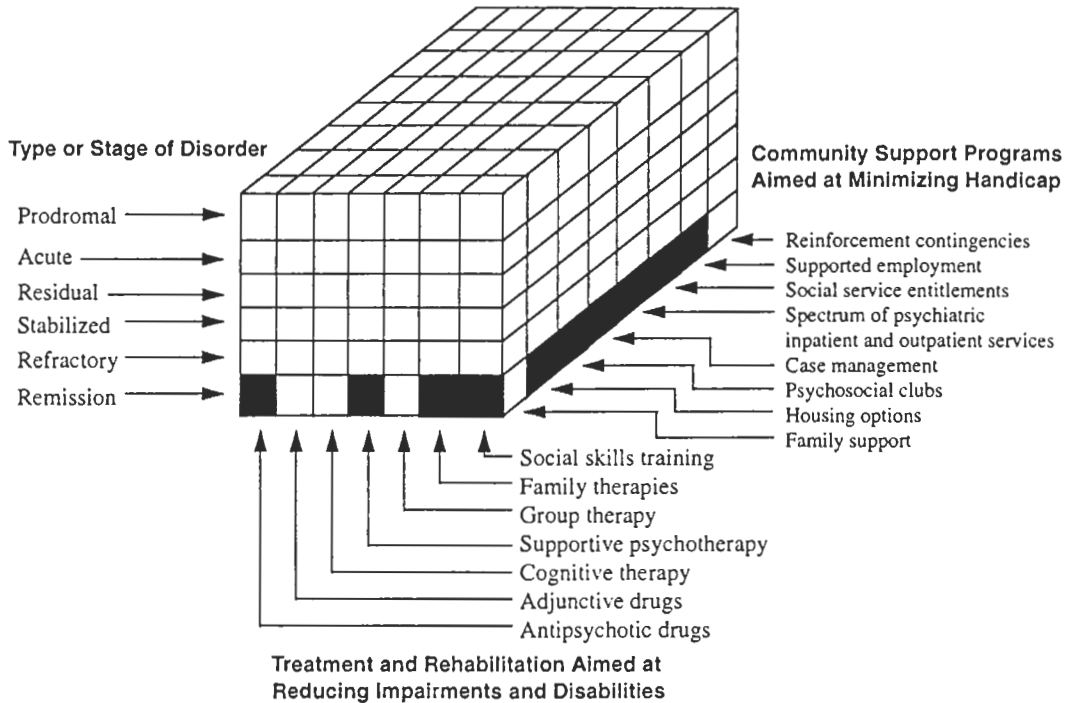 Type or Stage of Disorder
Prodromal
Acute
Residual
Stabilized
Refractory
Remission
Community Support Programs
Aimed at Minimizing Handicap
Reinforcement contingencies
Supported employment
Social service entitlements
Spectrum of psychiatric
inpatient and outpatient services
Case management
Psychosocial clubs
Housing options
Family support
Social skills training
Family therapies
Group therapy
Supportive psychotherapy
Cognitive therapy
Adjunctive drugs
Antipsychotic drugs
Treatment and Rehabilitation Aimed at
Reducing Impairments and Disabilities